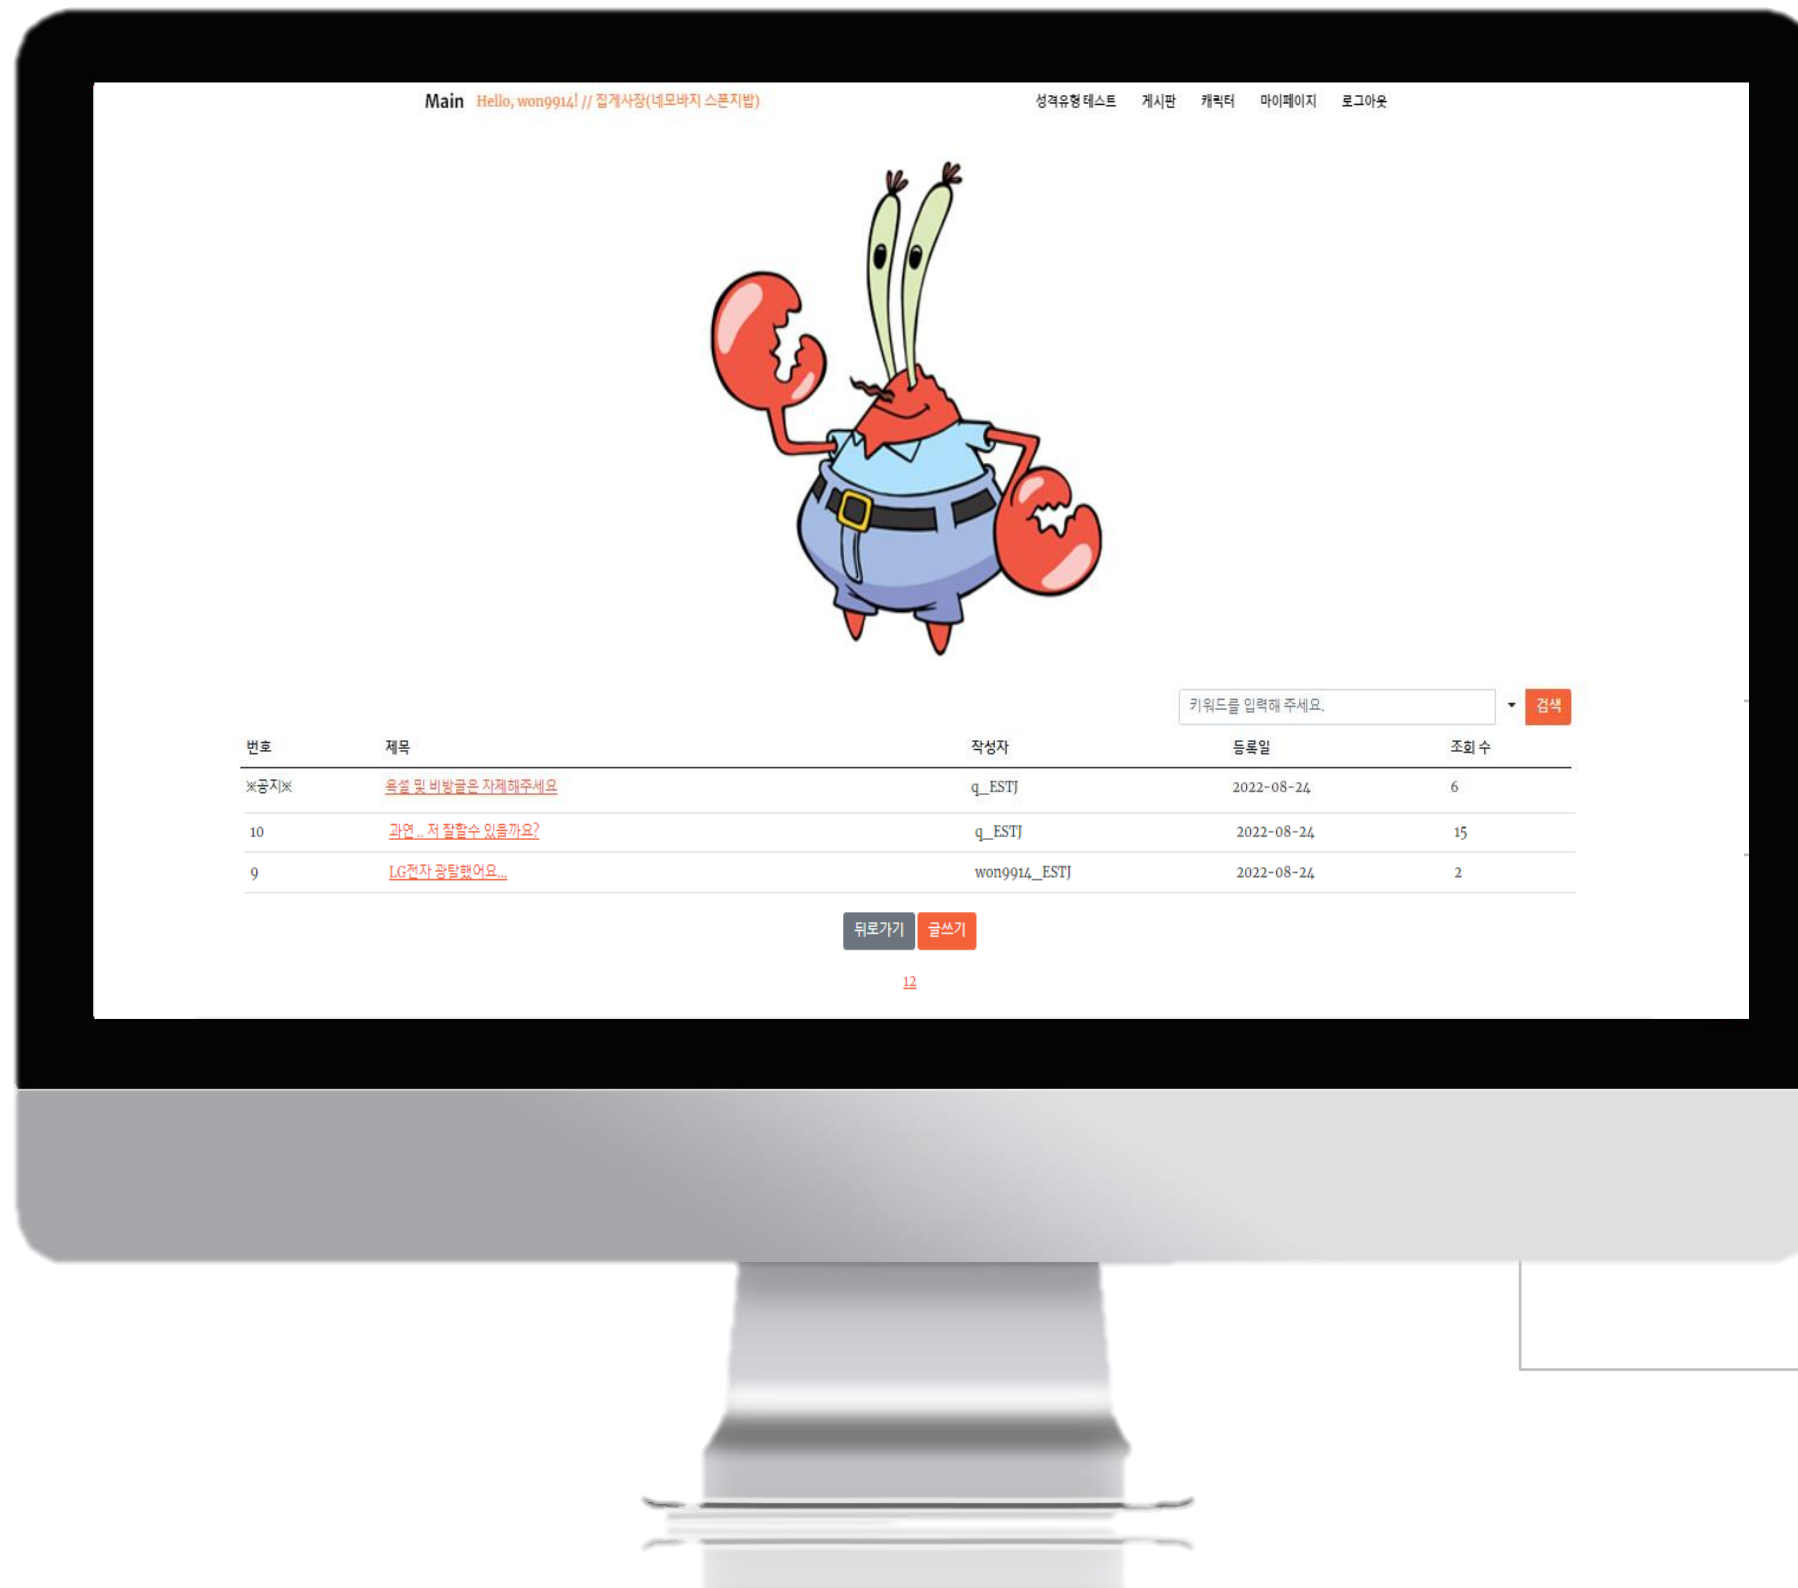 Main Hello, won9914! // 집게사장(네모바지 스폰지밥) 성격유형 테스트 게시판 캐릭터 마이페이지 로그아웃
키워드를 입력해 주세요. 검색
번호 제목 작성자 등록일 조회 수
※공지※ 욕설 및 비방글은 자제해주세요 q_ESTJ 2022-08-24 6
10 과연 .. 저 잘할수 있을까요? q_ESTJ 2022-08-24 15
9 LG전자 광탈했어요... won9914_ESTJ 2022-08-24 2
뒤로가기 글쓰기
12